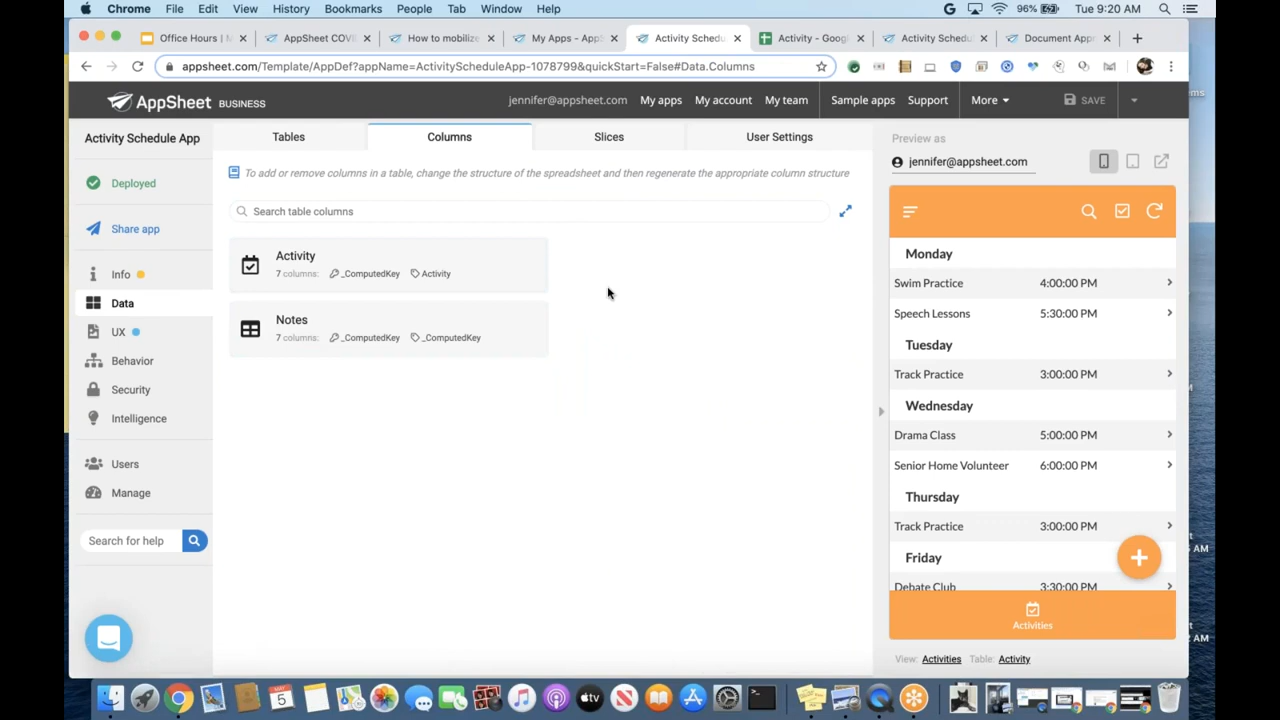 Chrome File Edit View History Bookmarks People Tab Window Help 96% Tue 9:20 AM
Office Hours | M AppSheet COVI How to mobilize My Apps - AppS Activity Schedu Activity - Googl Activity Schedul Document Appr
appsheet.com/Template/AppDef?appName=ActivityScheduleApp-1078799&quickStart=False#Data.Columns
AppSheet BUSINESS jennifer@appsheet.com My apps My account My team Sample apps Support More SAVE
Activity Schedule App Tables Columns Slices User Settings
Preview as
jennifer@appsheet.com
To add or remove columns in a table, change the structure of the spreadsheet and then regenerate the appropriate column structure
Deployed
Share app
Info
Data
UX
Behavior
Security
Intelligence
Users
Manage
Search for help
Search table columns
Activity
7 columns: _ComputedKey Activity
Notes
7 columns: _ComputedKey _ComputedKey
Monday
Swim Practice 4:00:00 PM
Speech Lessons 5:30:00 PM
Tuesday
Track Practice 3:00:00 PM
Wednesday
Drama Class 5:00:00 PM
Senior Home Volunteer 6:00:00 PM
Thursday
Track Practice 3:00:00 PM
Friday
Debate Club 3:30:00 PM
Activities
View: Activities Table: Activity